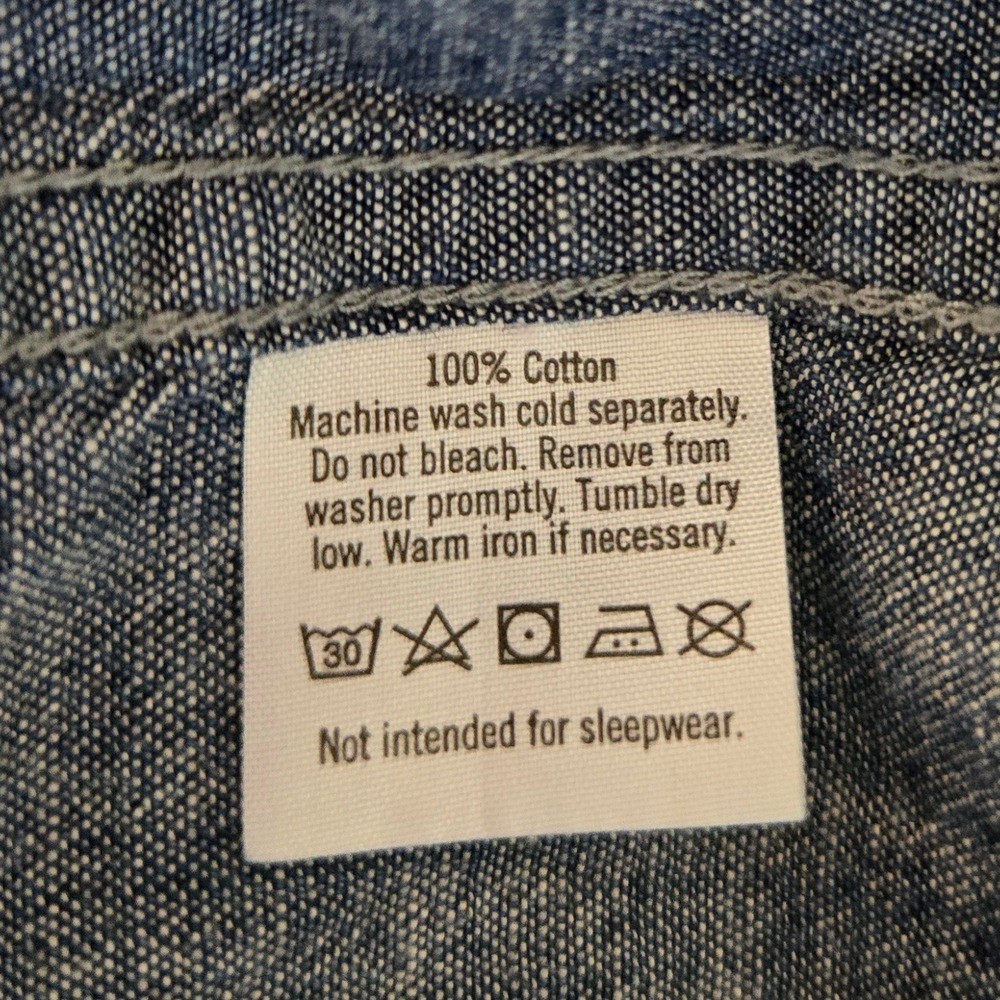 100% Cotton
Machine wash cold separately.
Do not bleach. Remove from
washer promptly. Tumble dry
low. Warm iron if necessary.
30
Not intended for sleepwear.